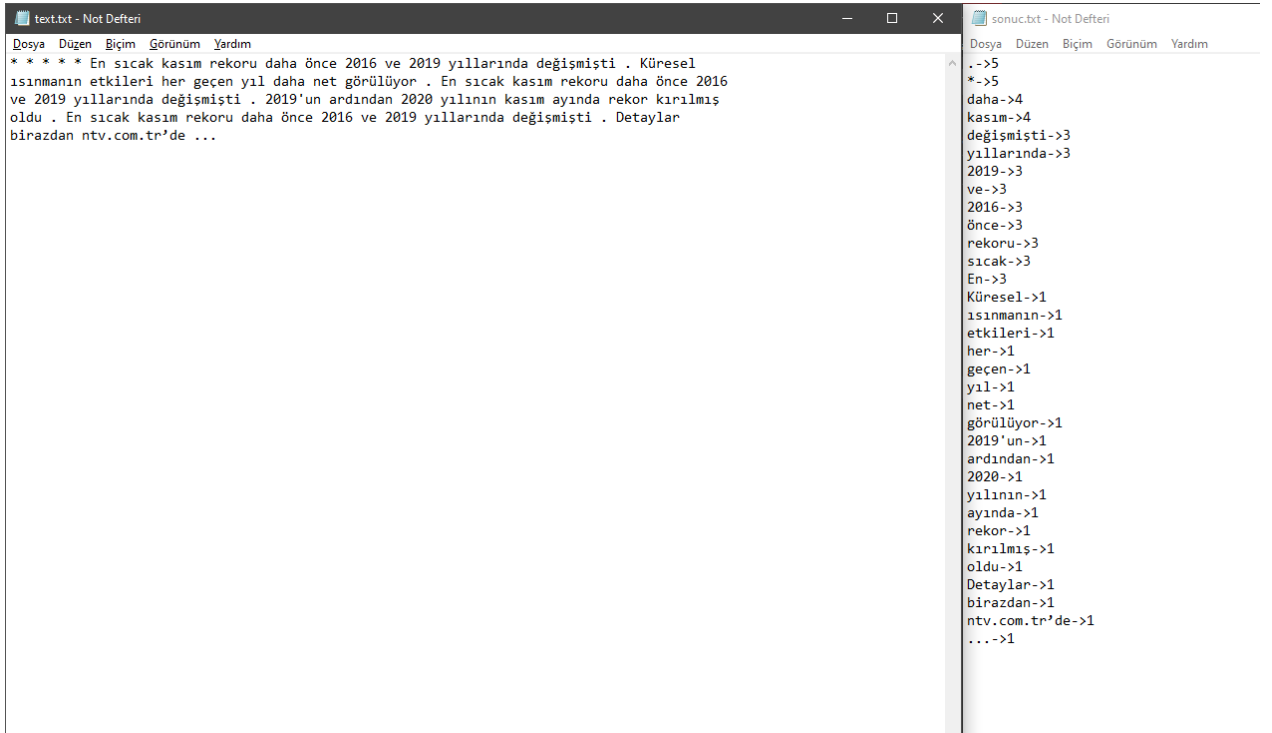 text.txt - Not Defteri
Dosya Düzen Biçim Görünüm Yardım
* * * * * En sıcak kasım rekoru daha önce 2016 ve 2019 yıllarında değişmişti . Küresel
ısınmanın etkileri her geçen yıl daha net görülüyor . En sıcak kasım rekoru daha önce 2016
ve 2019 yıllarında değişmişti . 2019'un ardından 2020 yılının kasım ayında rekor kırılmış
oldu . En sıcak kasım rekoru daha önce 2016 ve 2019 yıllarında değişmişti . Detaylar
birazdan ntv.com.tr’de ...
sonuc.txt - Not Defteri
Dosya Düzen Biçim Görünüm Yardım
.->5
*->5
daha->4
kasım->4
değişmişti->3
yıllarında->3
2019->3
ve->3
2016->3
önce->3
rekoru->3
sıcak->3
En->3
Küresel->1
ısınmanın->1
etkileri->1
her->1
geçen->1
yıl->1
net->1
görülüyor->1
2019'un->1
ardından->1
2020->1
yılının->1
ayında->1
rekor->1
kırılmış->1
oldu->1
Detaylar->1
birazdan->1
ntv.com.tr’de->1
...->1